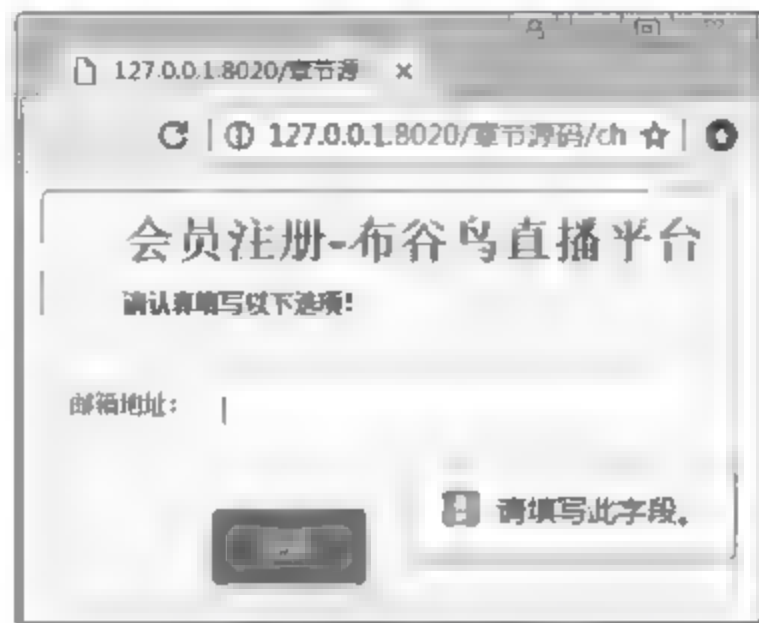 127.0.0.1:8020/章节源
127.0.0.1:8020/章节源码/ch
会员注册-布谷鸟直播平台
请认真填写以下选项!
邮箱地址:
请填写此字段。